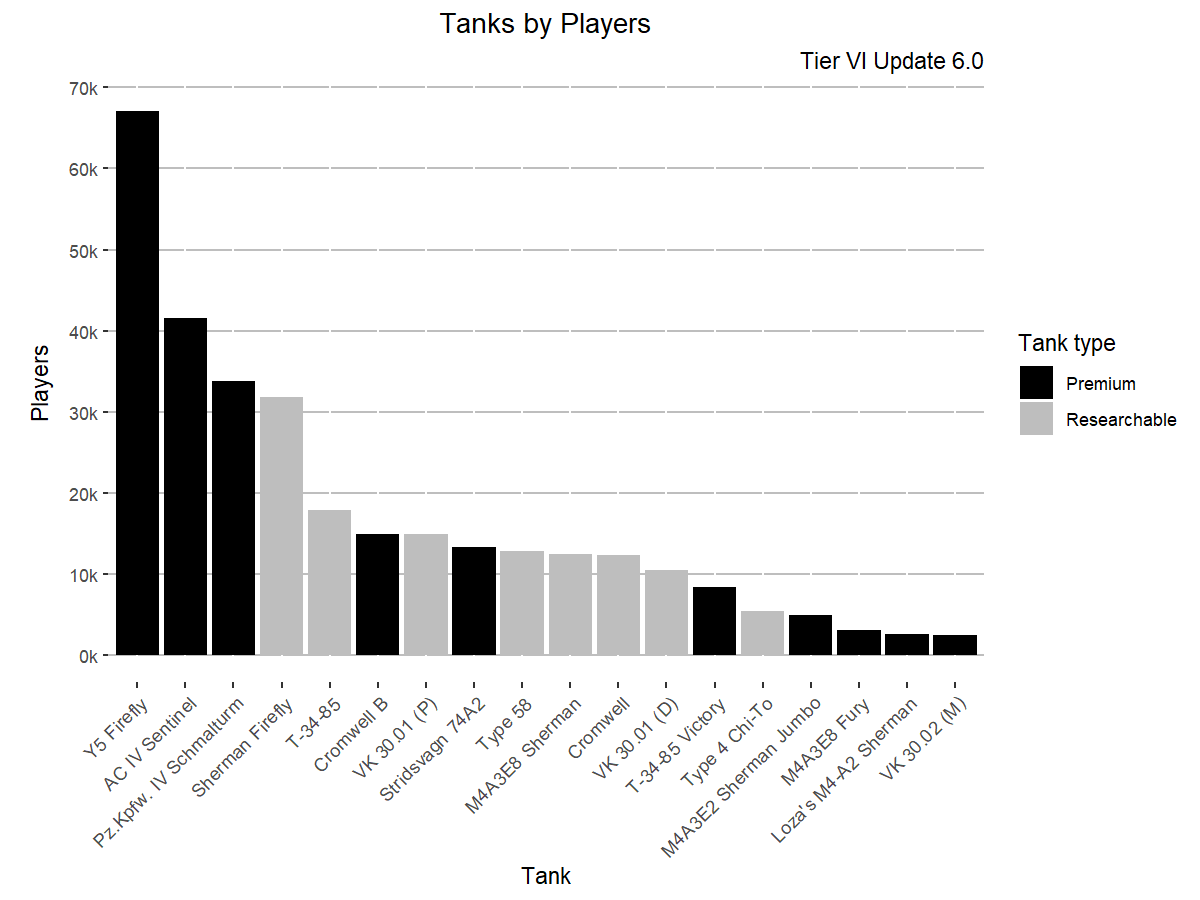 Tanks by Players
Tier VI Update 6.0
70k
60k
50k
40k
30k
20k
10k
0k
Players
Y5 Firefly
AC IV Sentinel
Pz.Kpfw. IV Schmalturm
Sherman Firefly
T-34-85
Cromwell B
VK 30.01 (P)
Stridsvagn 74A2
Type 58
M4A3E8 Sherman
Cromwell
VK 30.01 (D)
T-34-85 Victory
Type 4 Chi-To
M4A3E2 Sherman Jumbo
M4A3E8 Fury
Loza's M4-A2 Sherman
VK 30.02 (M)
Tank
Tank type
Premium
Researchable